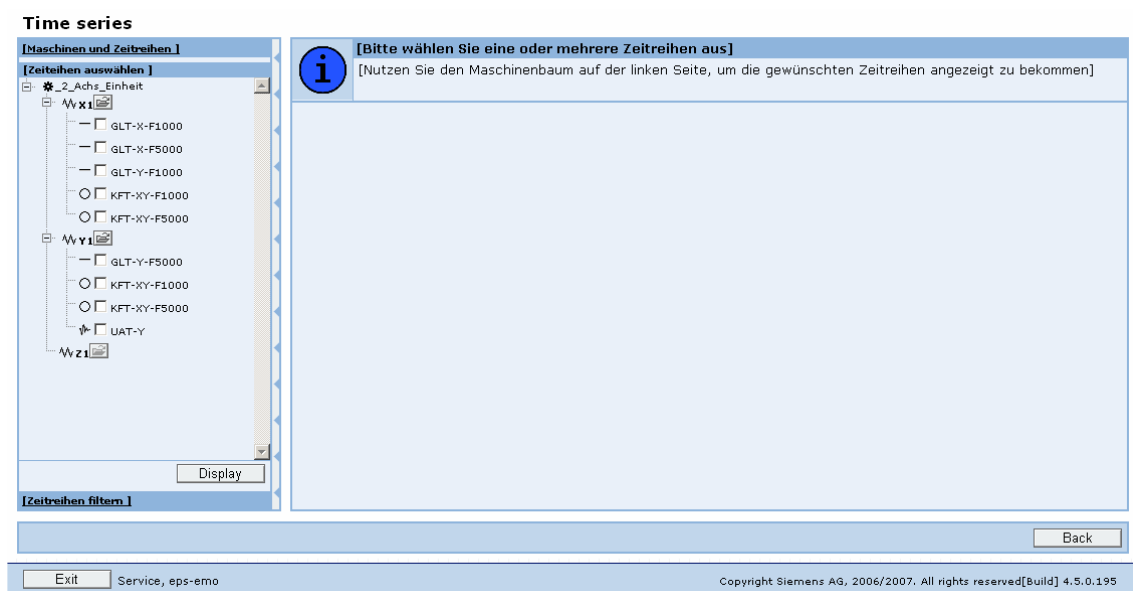 Time series
[Maschinen und Zeitreihen ]
[Zeiteihen auswählen ]
_2_Achs_Einheit
X1
GLT-X-F1000
GLT-X-F5000
GLT-Y-F1000
KFT-XY-F1000
KFT-XY-F5000
Y1
GLT-Y-F5000
KFT-XY-F1000
KFT-XY-F5000
UAT-Y
Z1
Display
[Zeitreihen filtern ]
i
[Bitte wählen Sie eine oder mehrere Zeitreihen aus]
[Nutzen Sie den Maschinenbaum auf der linken Seite, um die gewünschten Zeitreihen angezeigt zu bekommen]
Back
Exit
Service, eps-emo
Copyright Siemens AG, 2006/2007. All rights reserved[Build] 4.5.0.195